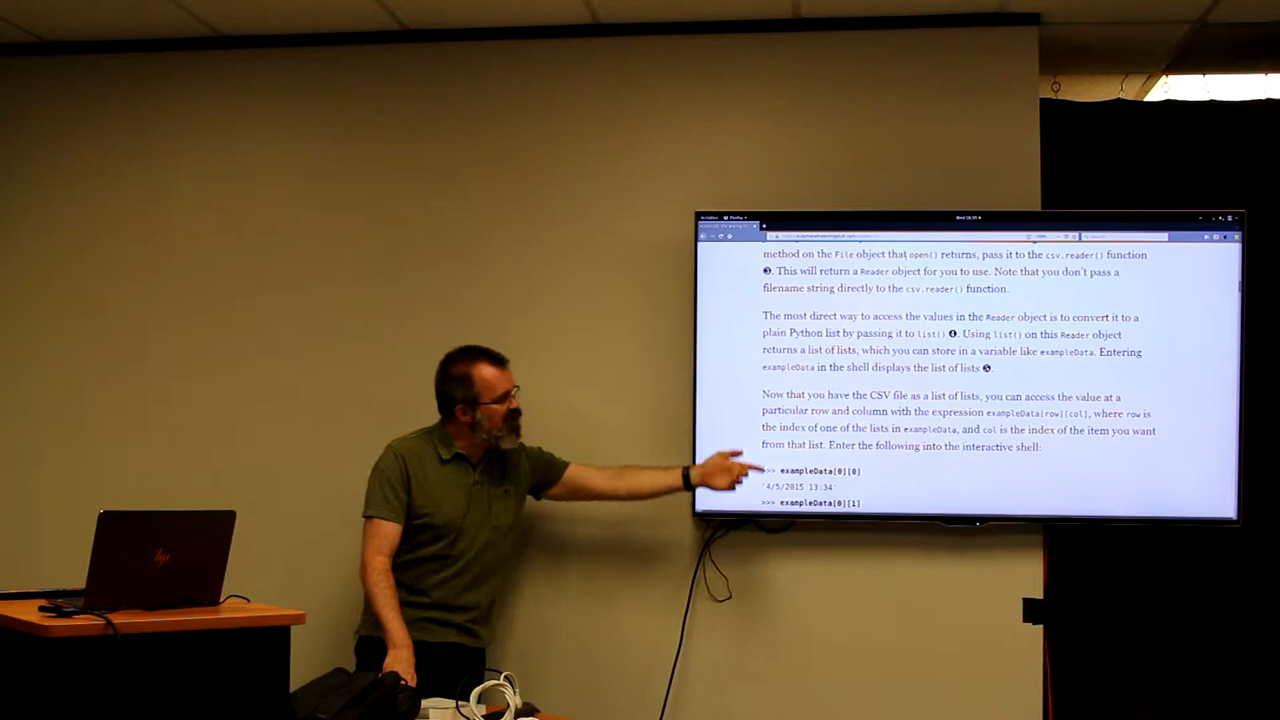 Activities Firefox
Wed
method on the File object that open() returns, pass it to the csv.reader() function
❸. This will return a Reader object for you to use. Note that you don't pass a
filename string directly to the csv.reader() function.
The most direct way to access the values in the Reader object is to convert it to a
plain Python list by passing it to list() ❹. Using list() on this Reader object
returns a list of lists, which you can store in a variable like exampleData. Entering
exampleData in the shell displays the list of lists ❺.
Now that you have the CSV file as a list of lists, you can access the value at a
particular row and column with the expression exampleData[row][col], where row is
the index of one of the lists in exampleData, and col is the index of the item you want
from that list. Enter the following into the interactive shell:
>>> exampleData[0][0]
'4/5/2015 13:34'
>>> exampleData[0][1]
hp